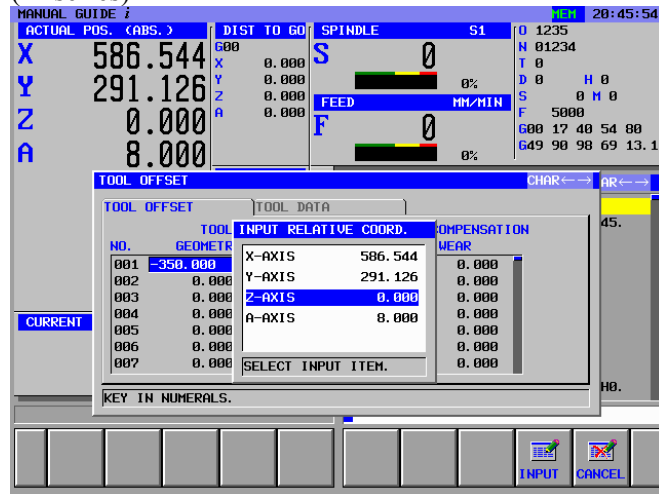 MANUAL GUIDE i MEM 20:45:54
ACTUAL POS. (ABS.) DIST TO GO SPINDLE S1 O 1235
X 586.544 G00 X 0.000 S 0 N 01234
T 0
Y 291.126 Y 0.000 0% D 0 H 0
Z 0.000 Z 0.000 FEED MM/MIN S 0 M 0
A 0.000 F 5000
F 0 G00 17 40 54 80
A 8.000 0% G49 90 98 69 13.1
TOOL OFFSET CHAR←→ AR←→
TOOL OFFSET TOOL DATA
TOOL INPUT RELATIVE COORD. OMPENSATION 45.
NO. GEOMETR WEAR
X-AXIS 586.544
001 -350.000 0.000
002 0.000 Y-AXIS 291.126 0.000
003 0.000 Z-AXIS 0.000 0.000
004 0.000 A-AXIS 8.000 0.000
CURRENT 005 0.000 0.000
006 0.000 0.000
007 0.000 SELECT INPUT ITEM. 0.000
H0.
KEY IN NUMERALS.
INPUT CANCEL